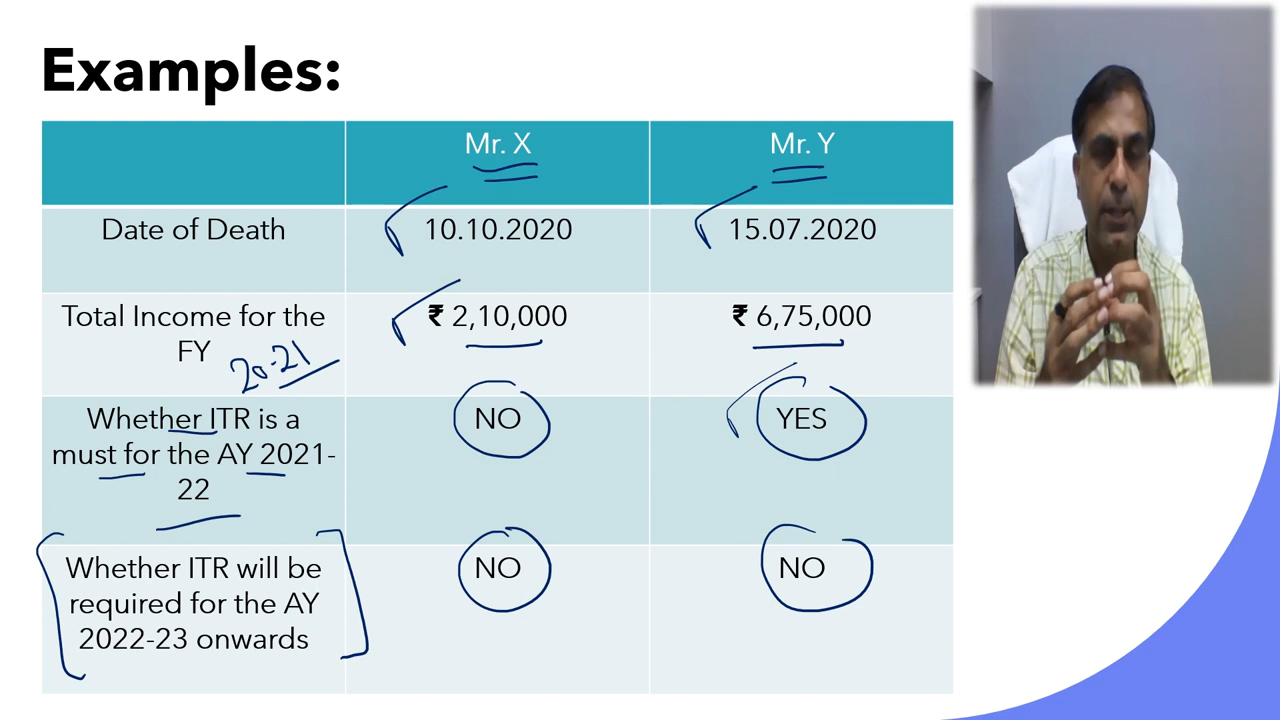 Examples:
Mr. X
Mr. Y
Date of Death
10.10.2020
15.07.2020
Total Income for the
FY
20-21
₹ 2,10,000
₹ 6,75,000
Whether ITR is a
must for the AY 2021-
22
NO
YES
Whether ITR will be
required for the AY
2022-23 onwards
NO
NO